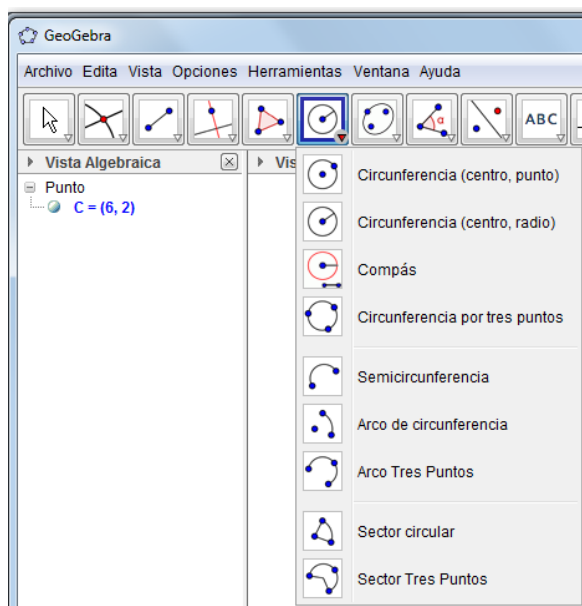 GeoGebra
Archivo Edita Vista Opciones Herramientas Ventana Ayuda
α ABC
Vista Algebraica Vis
Punto
C = (6, 2)
Circunferencia (centro, punto)
Circunferencia (centro, radio)
Compás
Circunferencia por tres puntos
Semicircunferencia
Arco de circunferencia
Arco Tres Puntos
Sector circular
Sector Tres Puntos